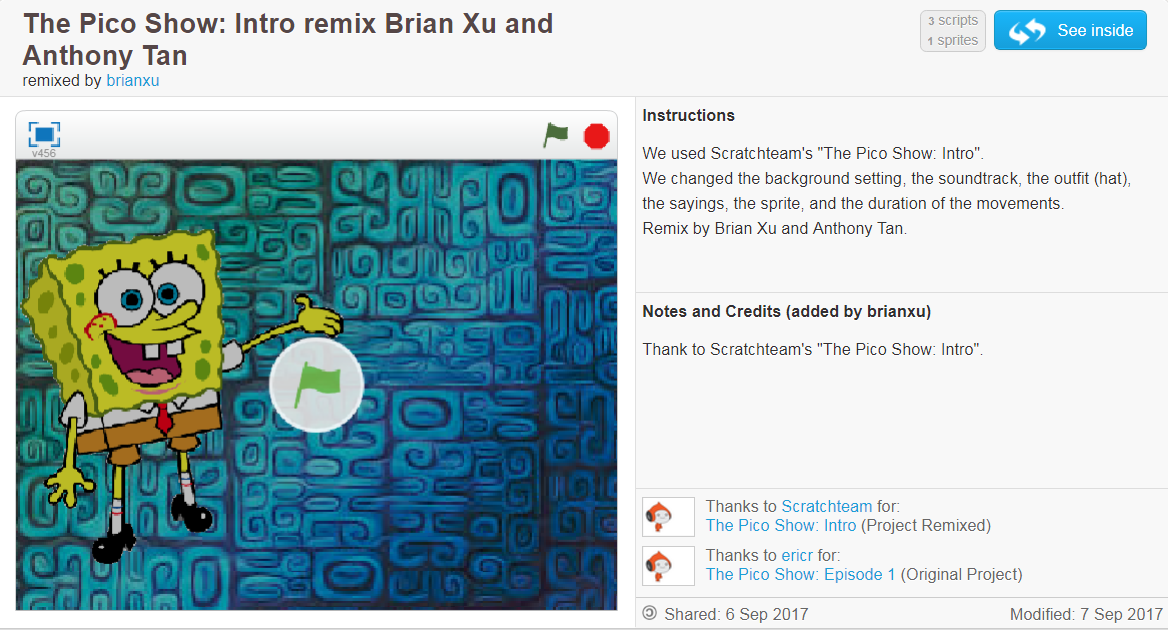 The Pico Show: Intro remix Brian Xu and
Anthony Tan
remixed by brianxu
3 scripts
1 sprites
See inside
v456
Instructions
We used Scratchteam's "The Pico Show: Intro".
We changed the background setting, the soundtrack, the outfit (hat),
the sayings, the sprite, and the duration of the movements.
Remix by Brian Xu and Anthony Tan.
Notes and Credits (added by brianxu)
Thank to Scratchteam's "The Pico Show: Intro".
Thanks to Scratchteam for:
The Pico Show: Intro (Project Remixed)
Thanks to ericr for:
The Pico Show: Episode 1 (Original Project)
Shared: 6 Sep 2017 Modified: 7 Sep 2017